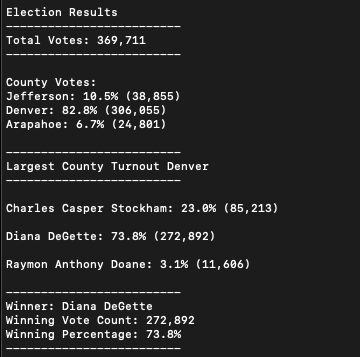 Election Results
-------------------------
Total Votes: 369,711
-------------------------
County Votes:
Jefferson: 10.5% (38,855)
Denver: 82.8% (306,055)
Arapahoe: 6.7% (24,801)
-------------------------
Largest County Turnout Denver
-------------------------
Charles Casper Stockham: 23.0% (85,213)
Diana DeGette: 73.8% (272,892)
Raymon Anthony Doane: 3.1% (11,606)
-------------------------
Winner: Diana DeGette
Winning Vote Count: 272,892
Winning Percentage: 73.8%
-------------------------